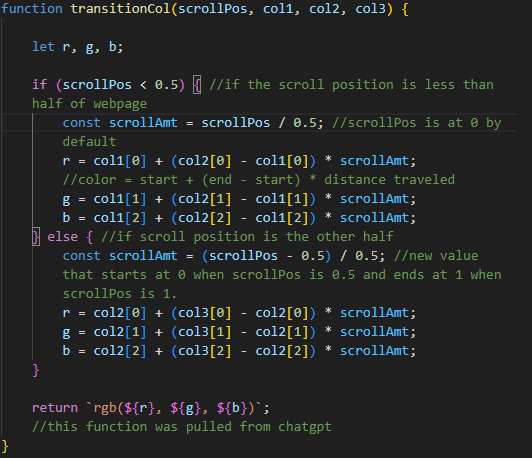 function transitionCol(scrollPos, col1, col2, col3) {
let r, g, b;
if (scrollPos < 0.5) { //if the scroll position is less than
half of webpage
const scrollAmt = scrollPos / 0.5; //scrollPos is at 0 by
default
r = col1[0] + (col2[0] - col1[0]) * scrollAmt;
//color = start + (end - start) * distance traveled
g = col1[1] + (col2[1] - col1[1]) * scrollAmt;
b = col1[2] + (col2[2] - col1[2]) * scrollAmt;
} else { //if scroll position is the other half
const scrollAmt = (scrollPos - 0.5) / 0.5; //new value
that starts at 0 when scrollPos is 0.5 and ends at 1 when
scrollPos is 1.
r = col2[0] + (col3[0] - col2[0]) * scrollAmt;
g = col2[1] + (col3[1] - col2[1]) * scrollAmt;
b = col2[2] + (col3[2] - col2[2]) * scrollAmt;
}
return `rgb(${r}, ${g}, ${b})`;
//this function was pulled from chatgpt
}